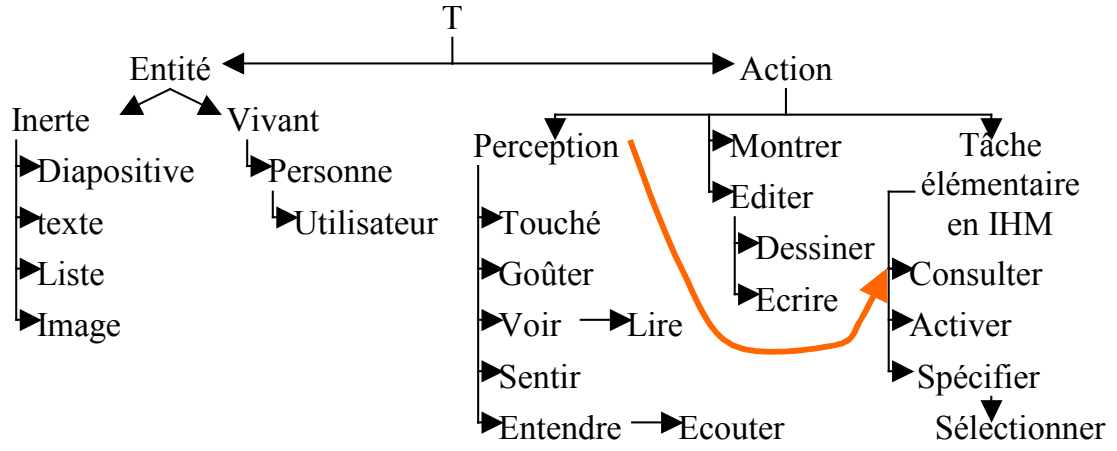 T
Entité
Action
Inerte
Vivant
Diapositive
texte
Liste
Image
Personne
Utilisateur
Perception
Touché
Goûter
Voir
Lire
Sentir
Entendre
Ecouter
Montrer
Editer
Dessiner
Ecrire
Tâche
élémentaire
en IHM
Consulter
Activer
Spécifier
Sélectionner